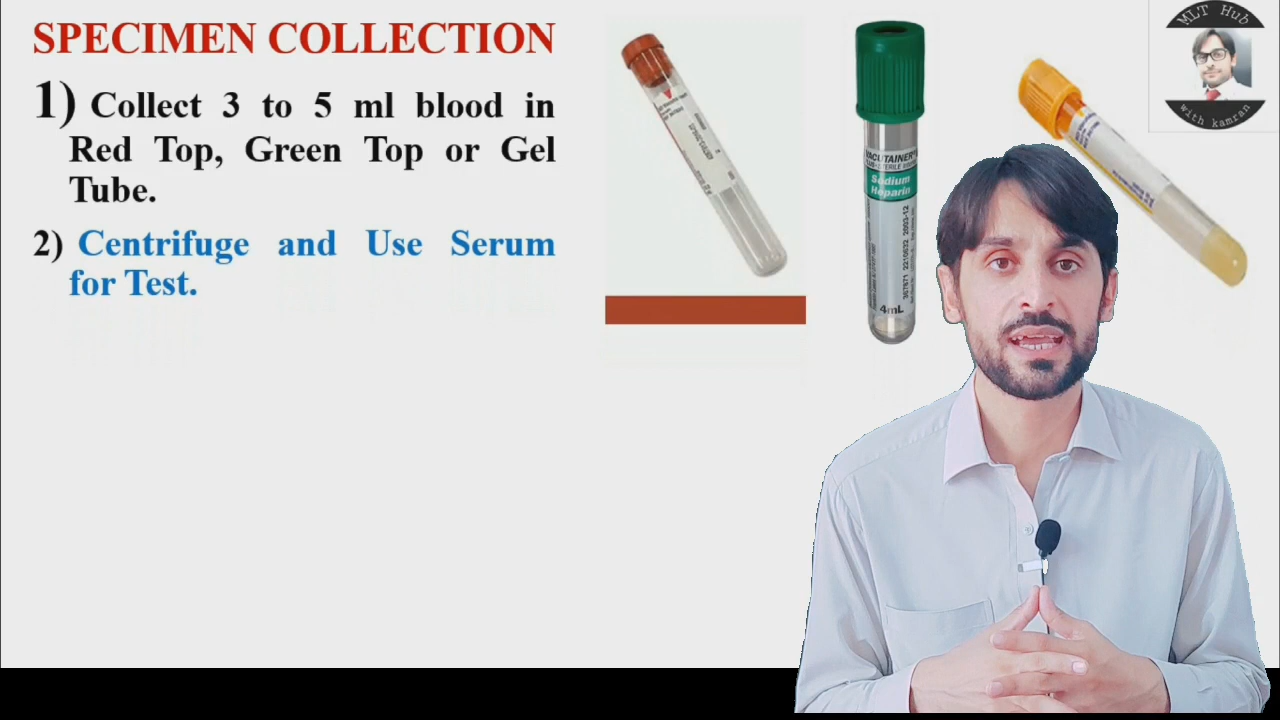 SPECIMEN COLLECTION
1) Collect 3 to 5 ml blood in
Red Top, Green Top or Gel
Tube.
2) Centrifuge and Use Serum
for Test.
VACUTAINER
Sodium
Heparin
4mL
MLT Hub
with kamran